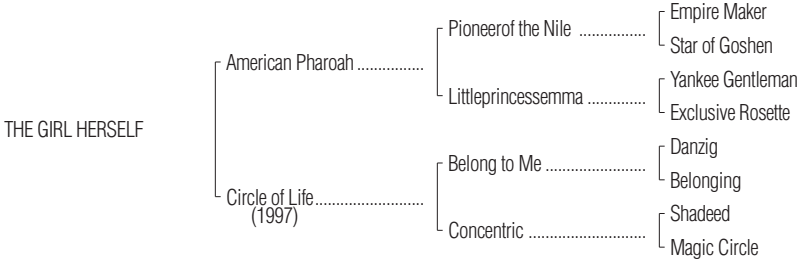 Empire Maker
Pioneerof the Nile ................
Star of Goshen
American Pharoah ................
Yankee Gentleman
Littleprincessemma ..............
Exclusive Rosette
THE GIRL HERSELF
Danzig
Belong to Me ........................
Belonging
Circle of Life..........................
(1997)
Shadeed
Concentric ............................
Magic Circle